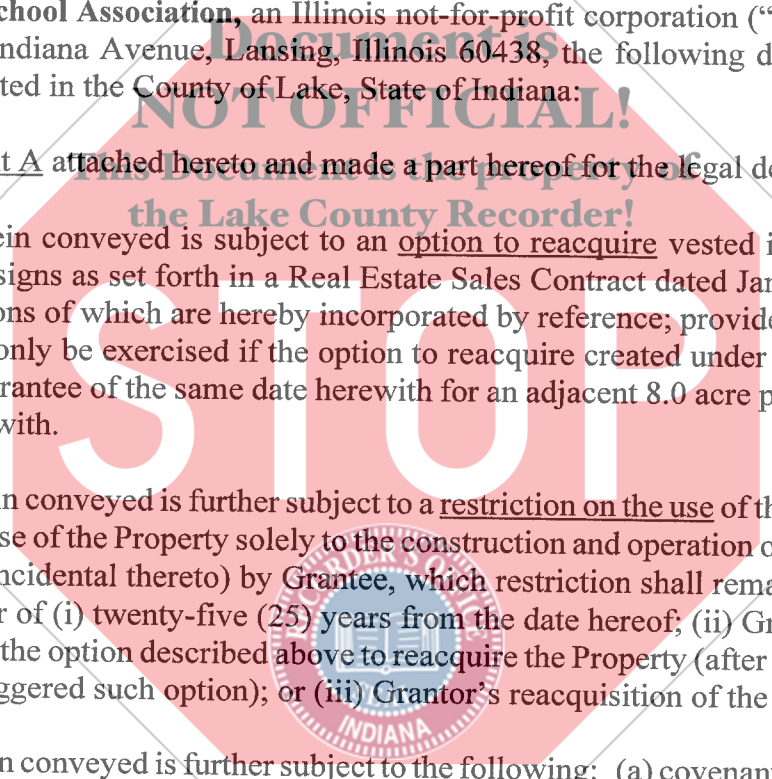 chool Association, an Illinois not-for-profit corporation (“
ndiana Avenue, Lansing, Illinois 60438, the following d
Document is
ted in the County of Lake, State of Indiana:
NOT OFFICIAL!
t A attached hereto and made a part hereof for the legal de
This Document is the property of
the Lake County Recorder!
ein conveyed is subject to an option to reacquire vested i
signs as set forth in a Real Estate Sales Contract dated Jan
ons of which are hereby incorporated by reference; provide
only be exercised if the option to reacquire created under
rantee of the same date herewith for an adjacent 8.0 acre p
with.
STOP
in conveyed is further subject to a restriction on the use of th
se of the Property solely to the construction and operation o
ncidental thereto) by Grantee, which restriction shall rema
r of (i) twenty-five (25) years from the date hereof; (ii) Gr
the option described above to reacquire the Property (after
ggered such option); or (iii) Grantor’s reacquisition of the
RECORDER'S OFFICE
INDIANA
n conveyed is further subject to the following: (a) covenant